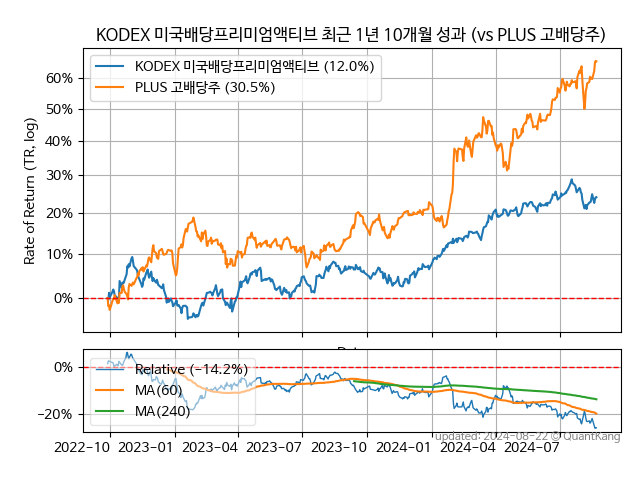 KODEX 미국배당프리미엄액티브 최근 1년 10개월 성과 (vs PLUS 고배당주)
KODEX 미국배당프리미엄액티브 (12.0%)
PLUS 고배당주 (30.5%)
Rate of Return (TR, log)
60%
50%
40%
30%
20%
10%
0%
Relative (−14.2%)
MA(60)
MA(240)
0%
−20%
2022−10 2023−01 2023−04 2023−07 2023−10 2024−01 2024−04 2024−07
updated: 2024-08-22 © QuantKang